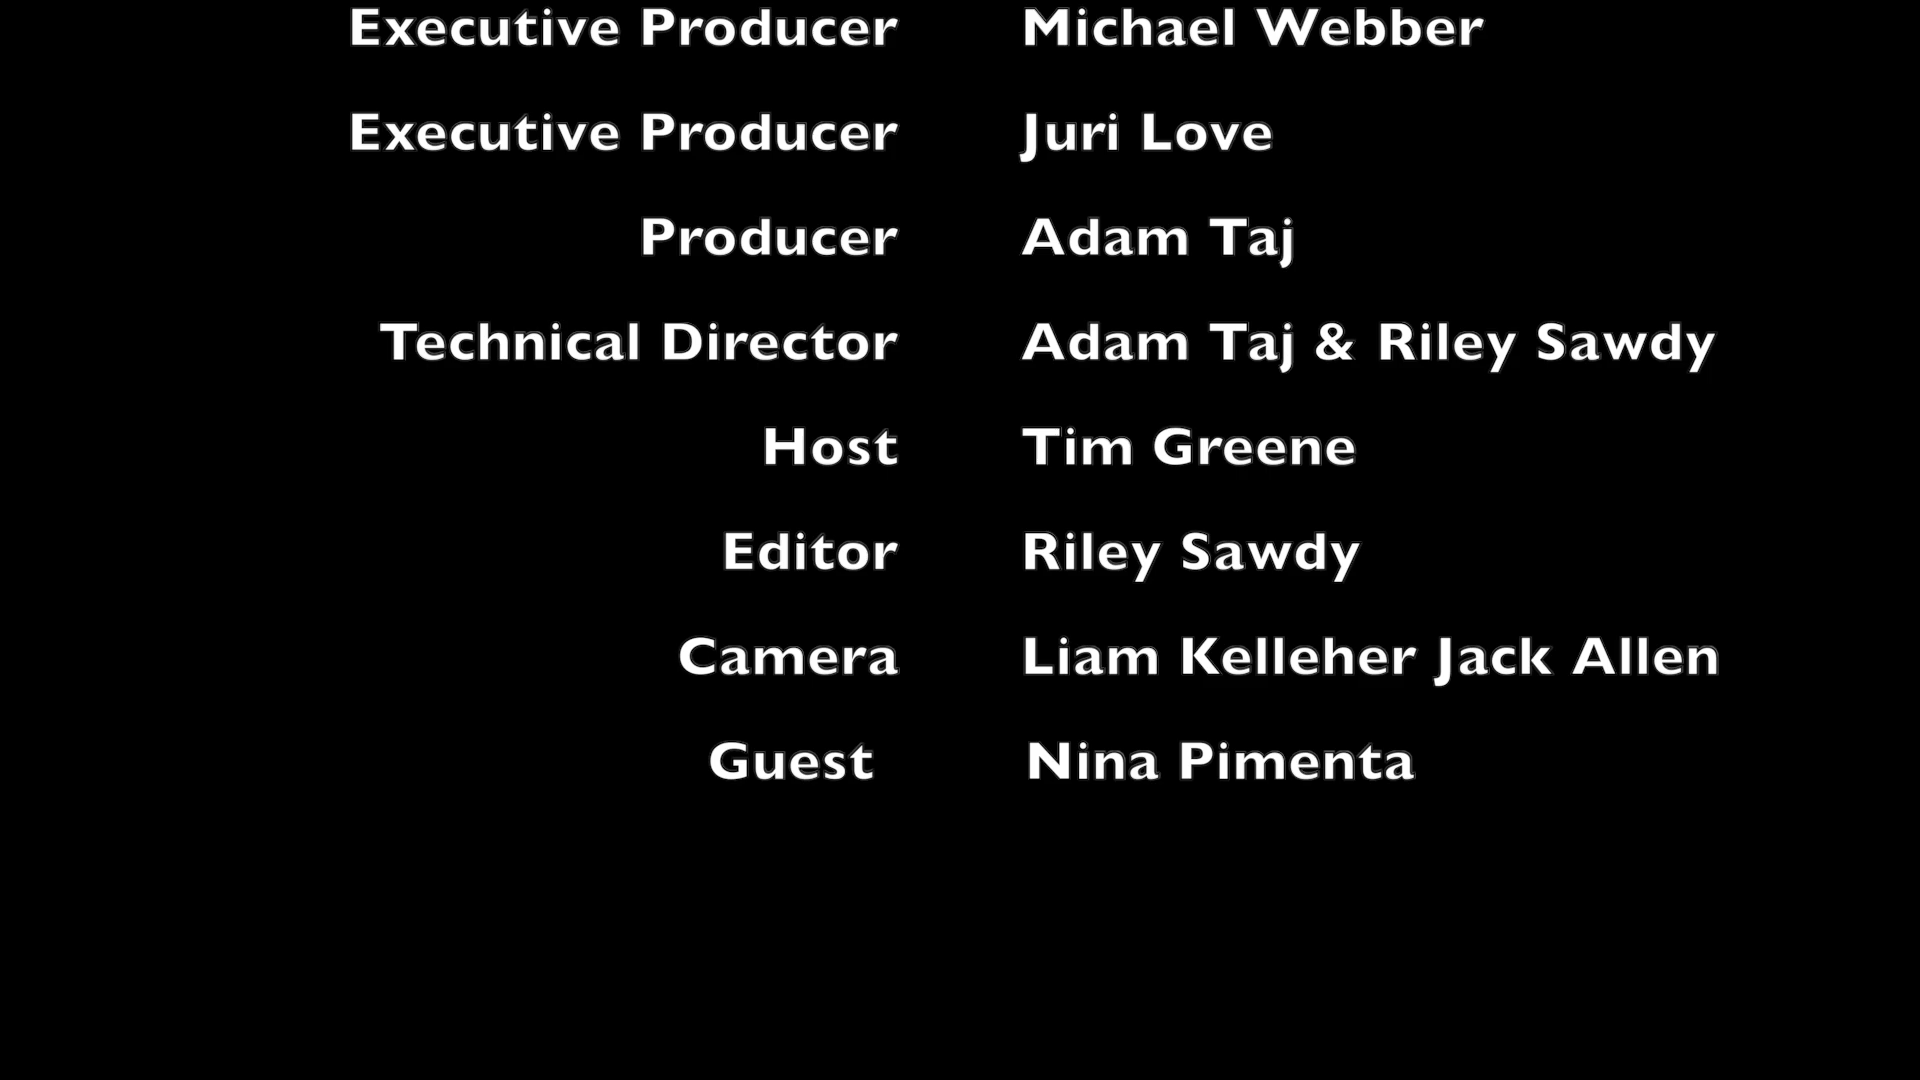 Executive Producer Michael Webber
Executive Producer Juri Love
Producer Adam Taj
Technical Director Adam Taj & Riley Sawdy
Host Tim Greene
Editor Riley Sawdy
Camera Liam Kelleher Jack Allen
Guest Nina Pimenta